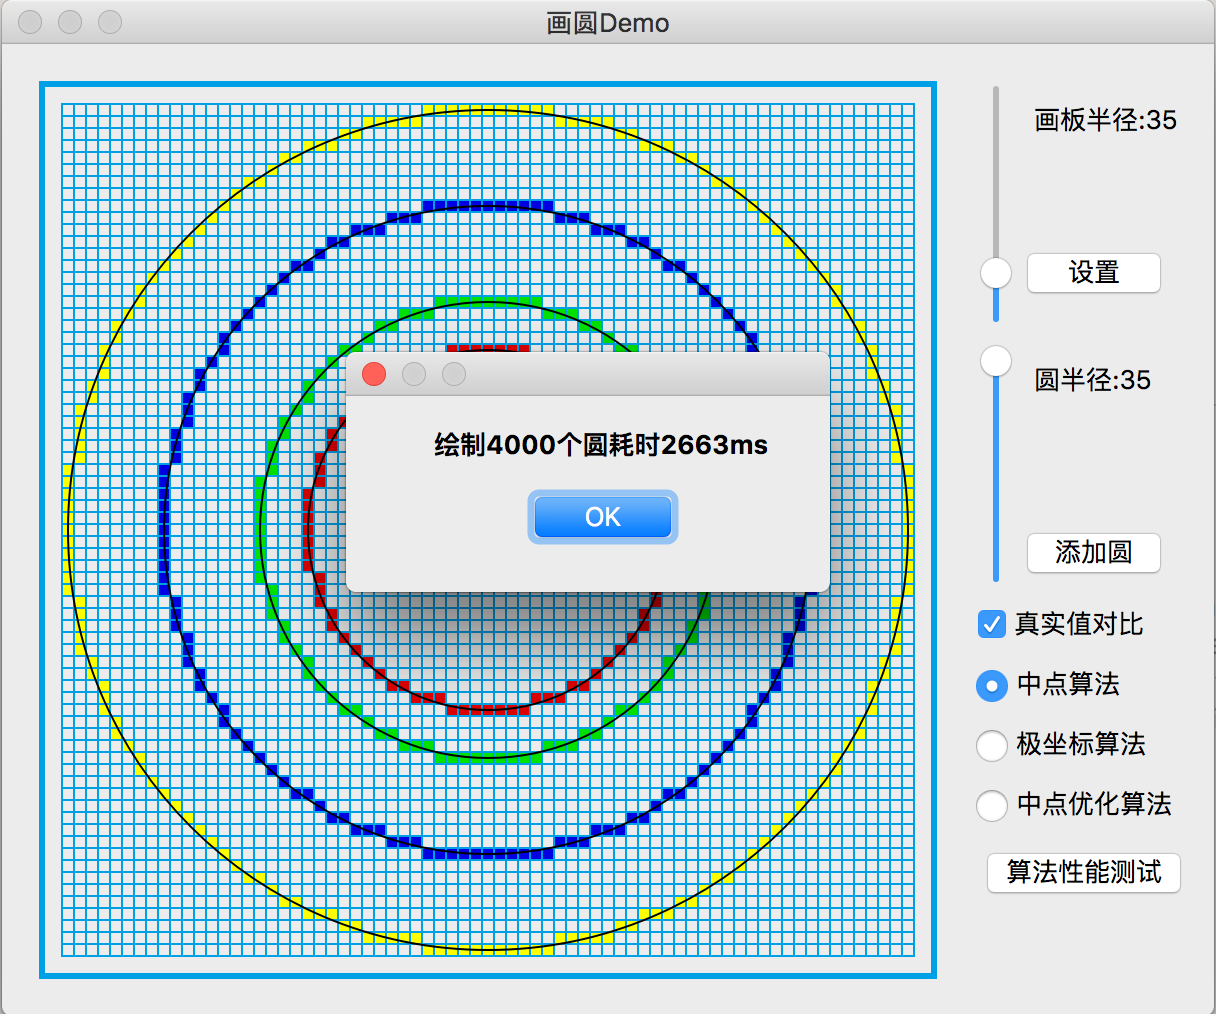 画圆Demo
画板半径:35
设置
圆半径:35
绘制4000个圆耗时2663ms
OK
添加圆
真实值对比
中点算法
极坐标算法
中点优化算法
算法性能测试